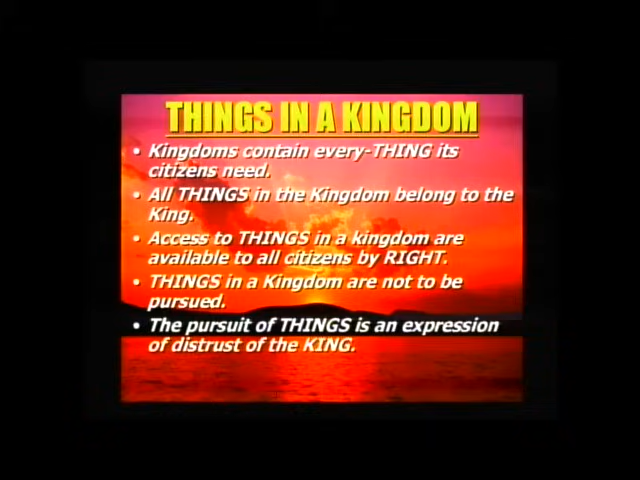 THINGS IN A KINGDOM
• Kingdoms contain every-THING its
citizens need.
• All THINGS in the Kingdom belong to the
King.
• Access to THINGS in a kingdom are
available to all citizens by RIGHT.
• THINGS in a Kingdom are not to be
pursued.
• The pursuit of THINGS is an expression
of distrust of the KING.